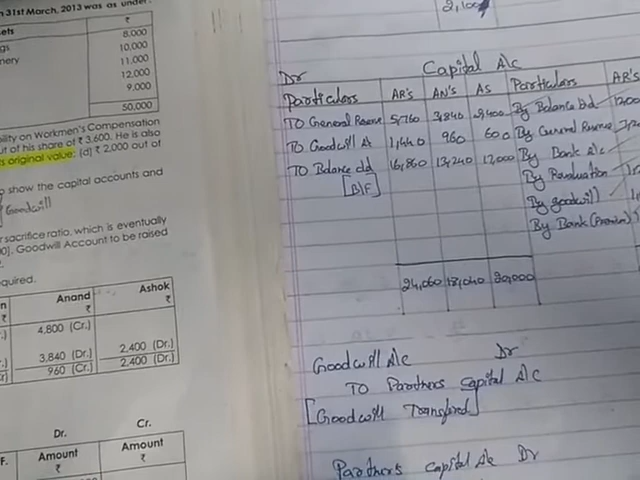 31st March, 2013 was as under:
₹
8,000
10,000
11,000
12,000
9,000
50,000
bility on Workmen's Compensation
ut of his share of ₹ 3,600. He is also
s original value; (d) ₹ 2,000 out of
show the capital accounts and
Goodwill
sacrifice ratio, which is eventually
Goodwill Account to be raised
quired.
Anand
₹
Ashok
₹
4,800 (Cr.)
3,840 (Dr.)
2,400 (Dr.)
960 (Cr.)
2,400 (Dr.)
Dr.
Cr.
F.
Amount
₹
Amount
₹
2,100
Dr
Capital A/c
Particulars
AR's
AN's
AS
Particulars
AR's
TO General Reserve
5,760
3,840
2,400
By Balance b/d
TO Goodwill A
1,440
960
600
By General Reserve
TO Balance c/d
16,860
13,240
17,000
By Bank A/c
[B/F]
By Revaluation
By goodwill
By Bank (Premium)
24,060
18,040
20,000
Goodwill A/c Dr
TO Partners Capital A/c
[Goodwill Transfered]
Partners capital A/c Dr